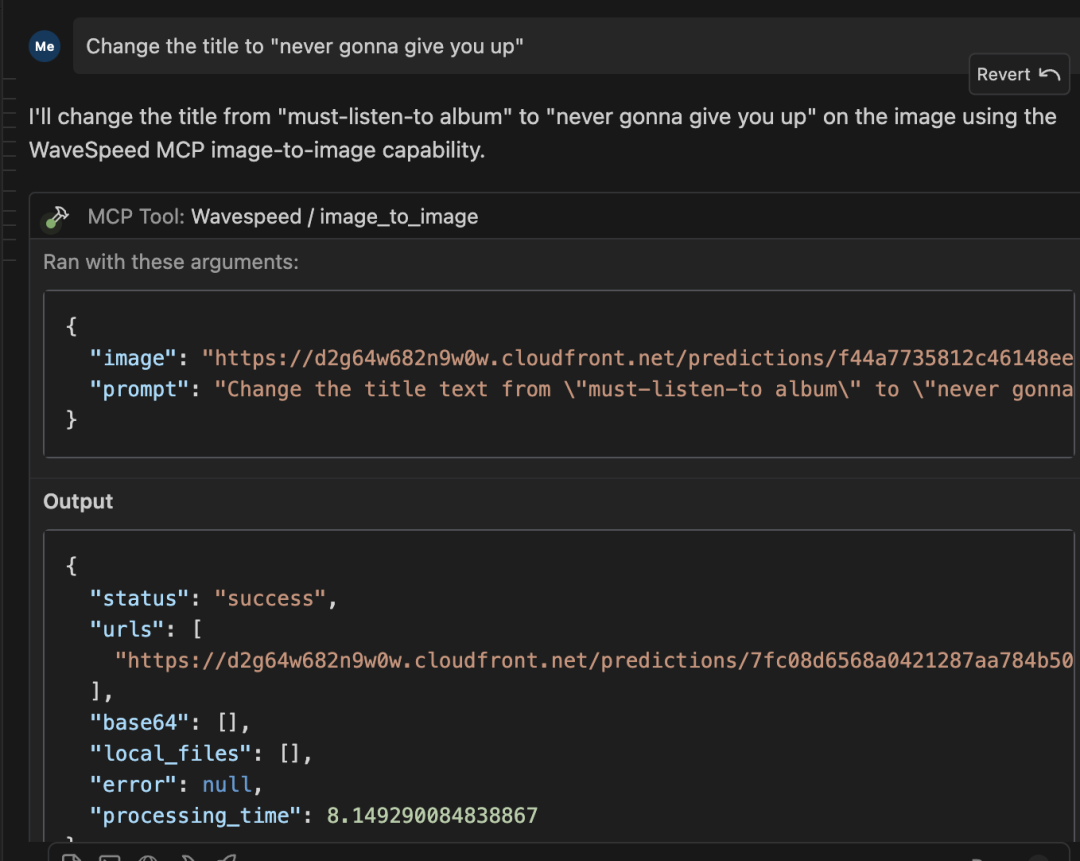 Me
Change the title to "never gonna give you up"
Revert
I'll change the title from "must-listen-to album" to "never gonna give you up" on the image using the
WaveSpeed MCP image-to-image capability.
MCP Tool: Wavespeed / image_to_image
Ran with these arguments:
{
"image": "https://d2g64w682n9w0w.cloudfront.net/predictions/f44a7735812c46148ee
"prompt": "Change the title text from \"must-listen-to album\" to \"never gonna
}
Output
{
"status": "success",
"urls": [
"https://d2g64w682n9w0w.cloudfront.net/predictions/7fc08d6568a0421287aa784b50
],
"base64": [],
"local_files": [],
"error": null,
"processing_time": 8.149290084838867
}